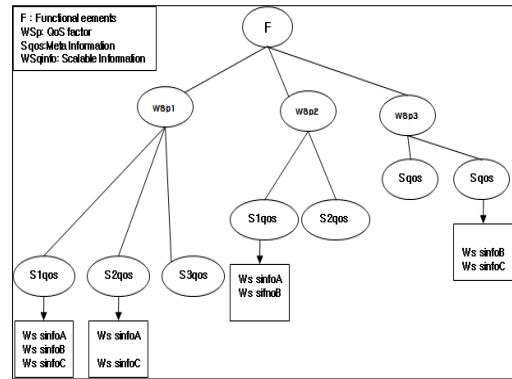 F : Functional eements
WSp: QoS factor
Sqos:Meta Information
WSqinfo: Scalable Information
F
WSp1
WSp2
WSp3
Sqos
Sqos
S1qos
S2qos
S1qos
S2qos
S3qos
Ws sinfoB
Ws sinfoC
Ws sinfoA
Ws sifnoB
Ws sinfoA
Ws sinfoB
Ws sinfoC
Ws sinfoA
Ws sinfoC